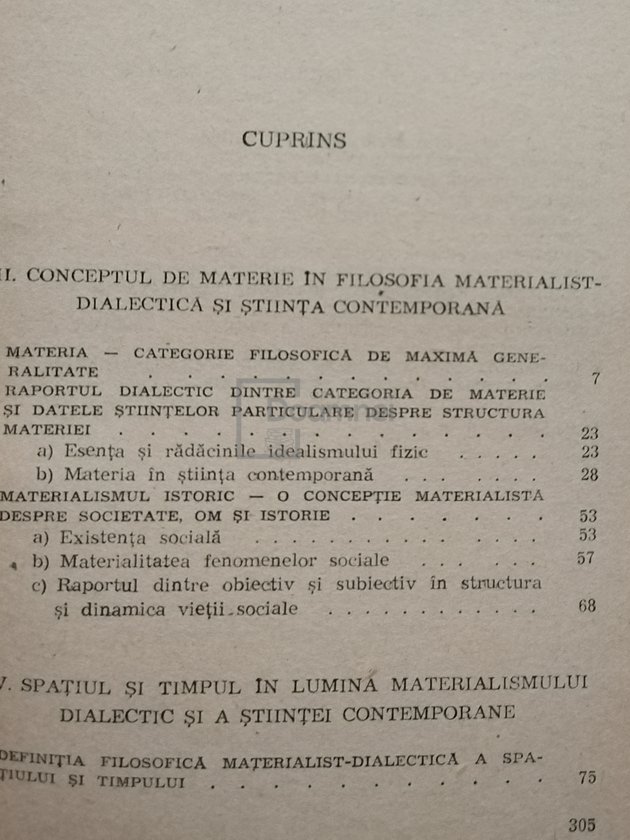 CUPRINS
II. CONCEPTUL DE MATERIE ÎN FILOSOFIA MATERIALIST-
DIALECTICĂ ȘI ȘTIINȚA CONTEMPORANĂ
MATERIA — CATEGORIE FILOSOFICĂ DE MAXIMĂ GENE-
RALITATE . . . . . . . . . . . . . . 7
RAPORTUL DIALECTIC DINTRE CATEGORIA DE MATERIE
ȘI DATELE ȘTIINȚELOR PARTICULARE DESPRE STRUCTURA
MATERIEI . . . . . . . . . . . . . . 23
a) Esența și rădăcinile idealismului fizic . . . . . 23
b) Materia în știința contemporană . . . . . . 28
MATERIALISMUL ISTORIC — O CONCEPȚIE MATERIALISTĂ
DESPRE SOCIETATE, OM ȘI ISTORIE . . . . . . . 53
a) Existența socială . . . . . . . . . . . 53
b) Materialitatea fenomenelor sociale . . . . . 57
c) Raportul dintre obiectiv și subiectiv în structura
și dinamica vieții sociale . . . . . . . . . 68
V. SPAȚIUL ȘI TIMPUL ÎN LUMINA MATERIALISMULUI
DIALECTIC ȘI A ȘTIINȚEI CONTEMPORANE
DEFINIȚIA FILOSOFICĂ MATERIALIST-DIALECTICĂ A SPA-
ȚIULUI ȘI TIMPULUI . . . . . . . . . . . 75
305